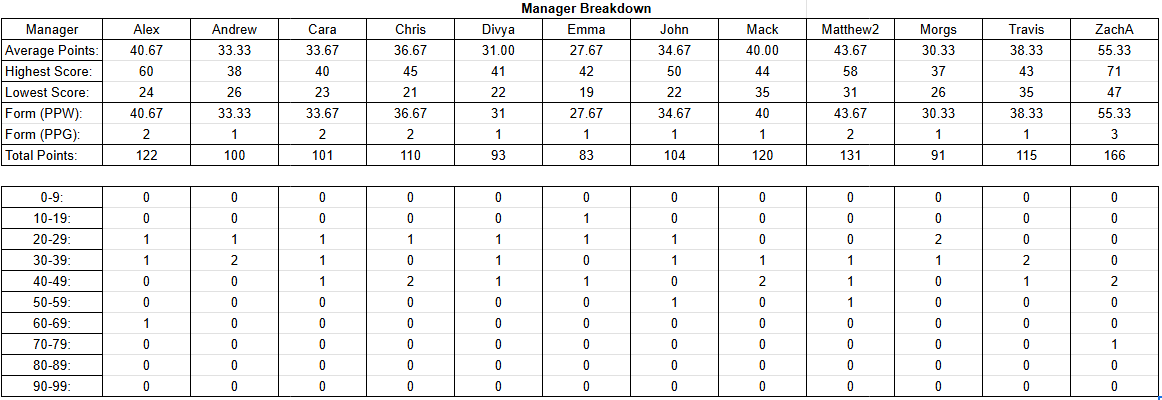 Manager Breakdown
Manager Alex Andrew Cara Chris Divya Emma John Mack Matthew2 Morgs Travis ZachA
Average Points: 40.67 33.33 33.67 36.67 31.00 27.67 34.67 40.00 43.67 30.33 38.33 55.33
Highest Score: 60 38 40 45 41 42 50 44 58 37 43 71
Lowest Score: 24 26 23 21 22 19 22 35 31 26 35 47
Form (PPW): 40.67 33.33 33.67 36.67 31 27.67 34.67 40 43.67 30.33 38.33 55.33
Form (PPG): 2 1 2 2 1 1 1 1 2 1 1 3
Total Points: 122 100 101 110 93 83 104 120 131 91 115 166
0-9: 0 0 0 0 0 0 0 0 0 0 0 0
10-19: 0 0 0 0 0 1 0 0 0 0 0 0
20-29: 1 1 1 1 1 1 1 0 0 2 0 0
30-39: 1 2 1 0 1 0 1 1 1 1 2 0
40-49: 0 0 1 2 1 1 0 2 1 0 1 2
50-59: 0 0 0 0 0 0 1 0 1 0 0 0
60-69: 1 0 0 0 0 0 0 0 0 0 0 0
70-79: 0 0 0 0 0 0 0 0 0 0 0 1
80-89: 0 0 0 0 0 0 0 0 0 0 0 0
90-99: 0 0 0 0 0 0 0 0 0 0 0 0